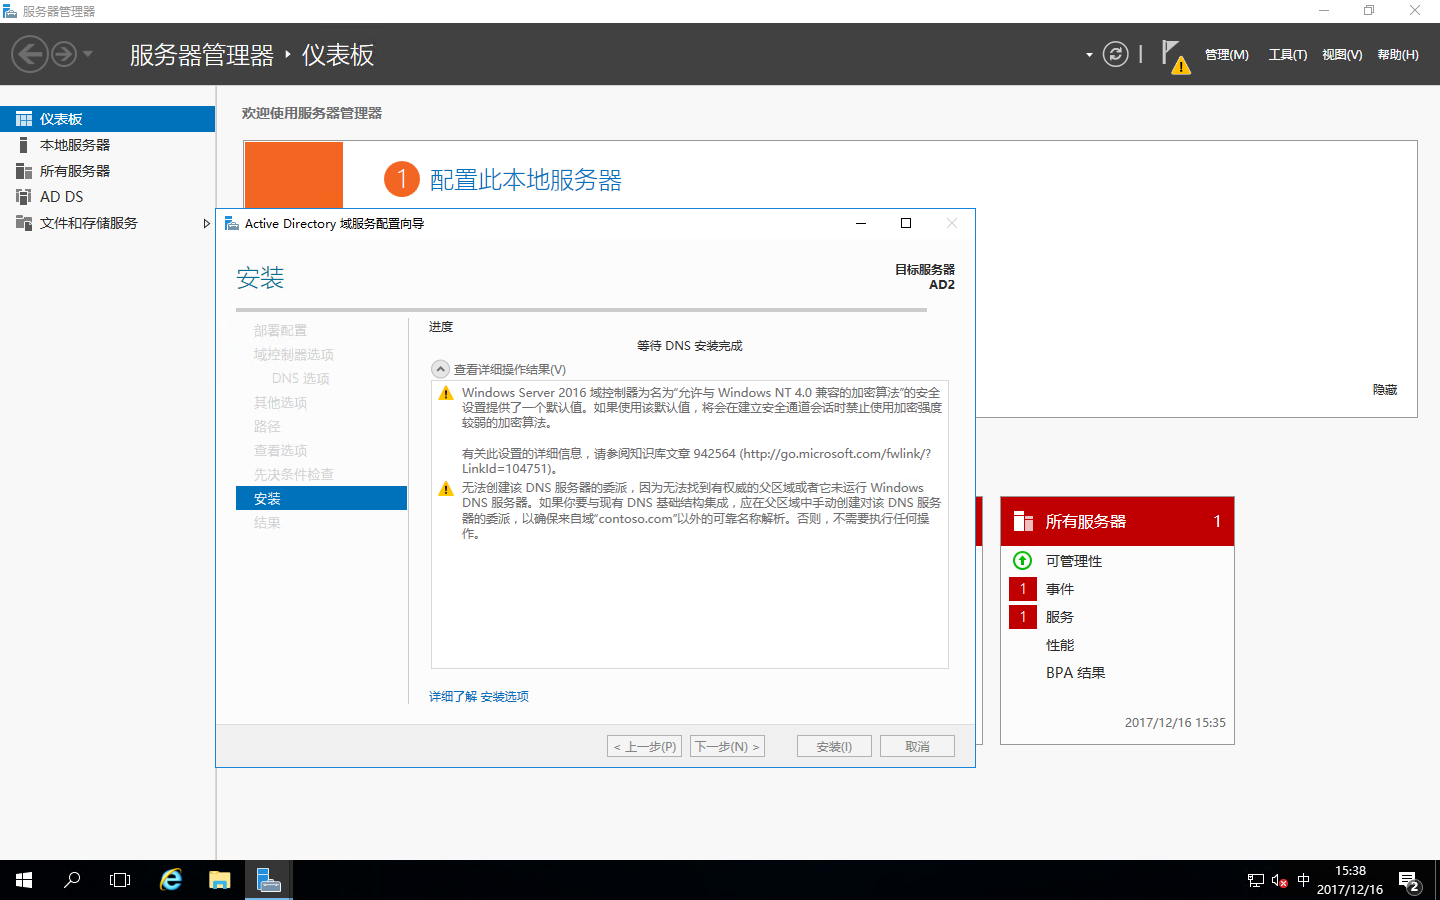 服务器管理器
服务器管理器 ‣ 仪表板
管理(M) 工具(T) 视图(V) 帮助(H)
仪表板
本地服务器
所有服务器
AD DS
文件和存储服务
欢迎使用服务器管理器
1 配置此本地服务器
隐藏
Active Directory 域服务配置向导
安装
目标服务器
AD2
部署配置
域控制器选项
DNS 选项
其他选项
路径
查看选项
先决条件检查
安装
结果
进度
等待 DNS 安装完成
查看详细操作结果(V)
Windows Server 2016 域控制器为名为"允许与 Windows NT 4.0 兼容的加密算法"的安全
设置提供了一个默认值。如果使用该默认值，将会在建立安全通道会话时禁止使用加密强度
较弱的加密算法。
有关此设置的详细信息，请参阅知识库文章 942564 (http://go.microsoft.com/fwlink/?
LinkId=104751)。
无法创建该 DNS 服务器的委派，因为无法找到有权威的父区域或者它未运行 Windows
DNS 服务器。如果你要与现有 DNS 基础结构集成，应在父区域中手动创建对该 DNS 服务
器的委派，以确保来自域"contoso.com"以外的可靠名称解析。否则，不需要执行任何操
作。
详细了解 安装选项
< 上一步(P) 下一步(N) > 安装(I) 取消
所有服务器 1
可管理性
1 事件
1 服务
性能
BPA 结果
2017/12/16 15:35
中
15:38
2017/12/16
2